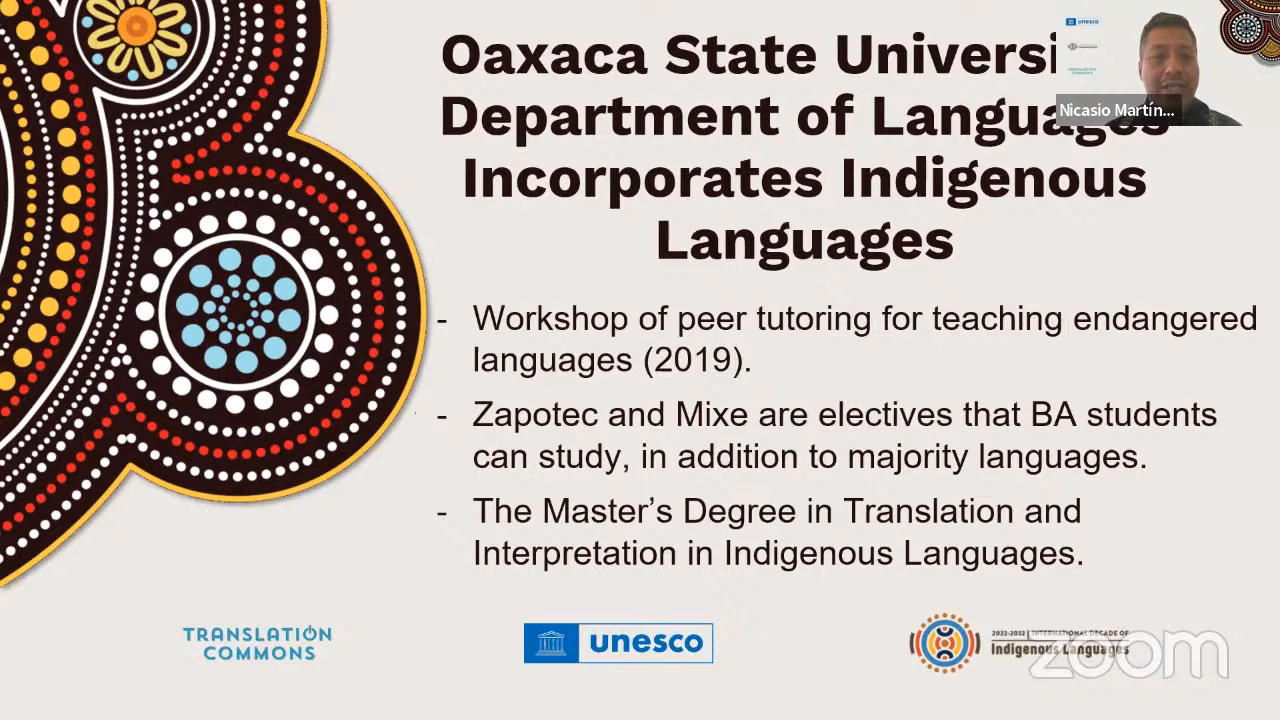 Oaxaca State Universi
Department of Languages
Incorporates Indigenous
Languages
- Workshop of peer tutoring for teaching endangered
languages (2019).
- Zapotec and Mixe are electives that BA students
can study, in addition to majority languages.
- The Master’s Degree in Translation and
Interpretation in Indigenous Languages.
unesco
Nicasio Martín...
TRANSLATION
COMMONS
unesco
2022-2032 | INTERNATIONAL DECADE OF
Indigenous Languages
zoom